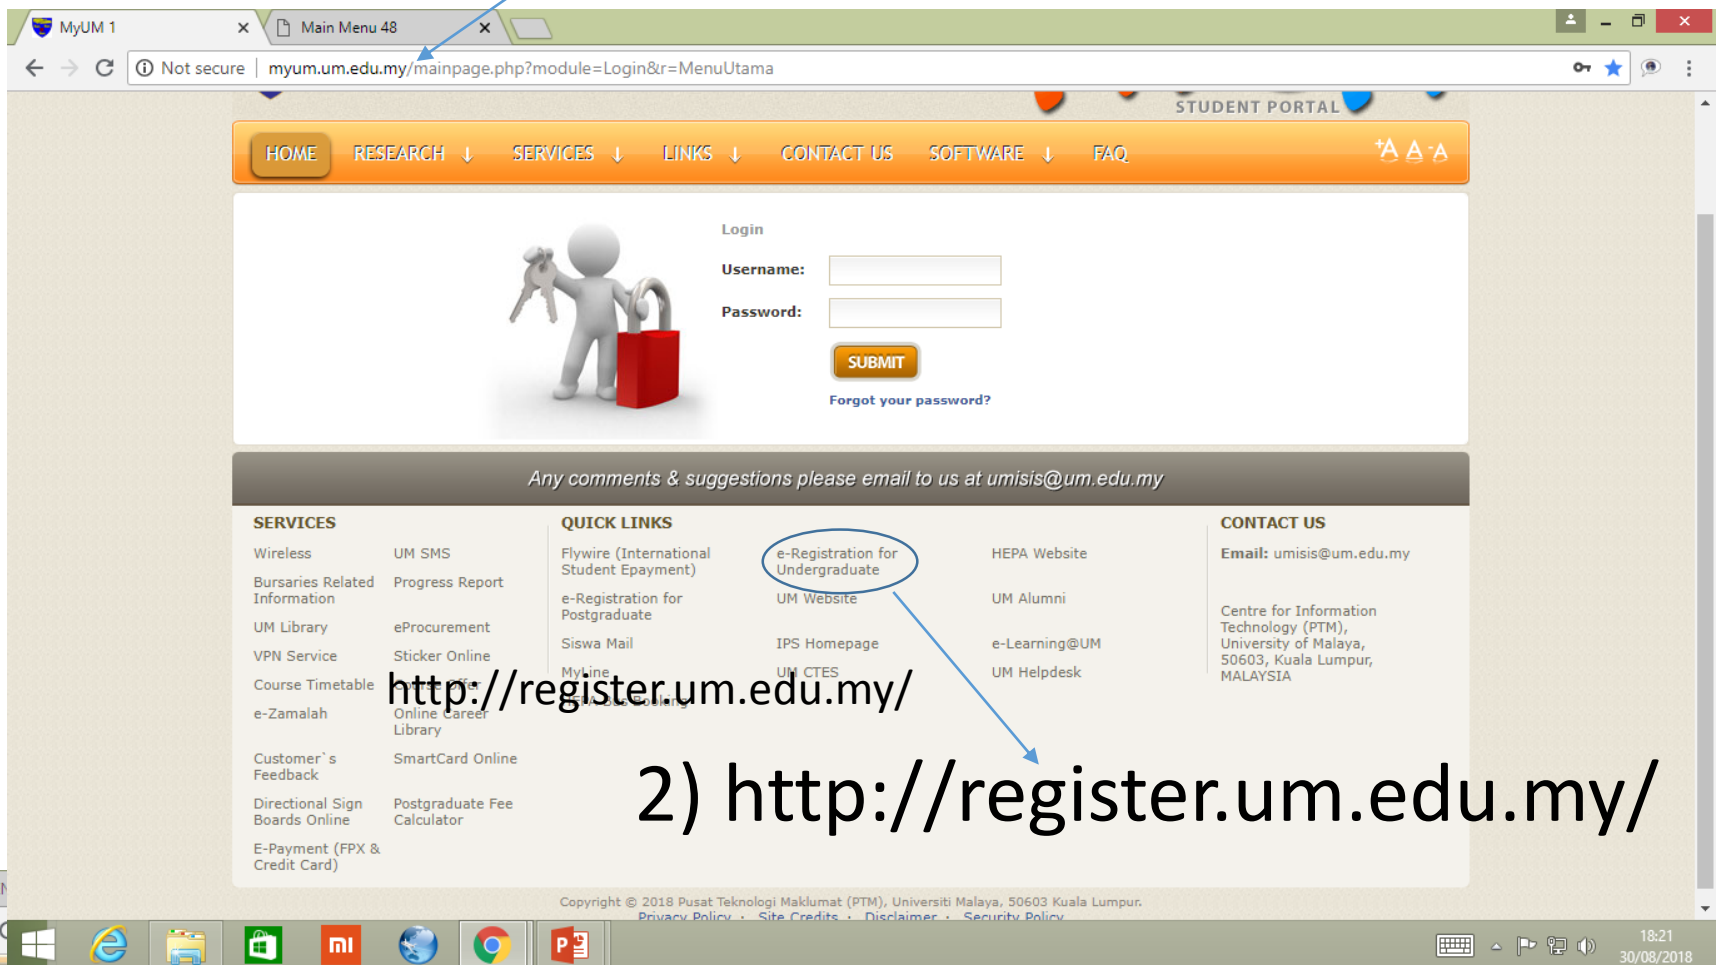 MyUM 1
Main Menu 48
Not secure
myum.um.edu.my/mainpage.php?module=Login&r=MenuUtama
STUDENT PORTAL
HOME RESEARCH SERVICES LINKS CONTACT US SOFTWARE FAQ
+A A -A
Login
Username:
Password:
SUBMIT
Forgot your password?
Any comments & suggestions please email to us at umisis@um.edu.my
SERVICES
Wireless
UM SMS
Bursaries Related
Information
Progress Report
UM Library
eProcurement
VPN Service
Sticker Online
Course Timetable
Course Offer
e-Zamalah
Online Career
Library
Customer`s
Feedback
SmartCard Online
Directional Sign
Boards Online
Postgraduate Fee
Calculator
E-Payment (FPX &
Credit Card)
QUICK LINKS
Flywire (International
Student Epayment)
e-Registration for
Undergraduate
HEPA Website
e-Registration for
Postgraduate
UM Website
UM Alumni
Siswa Mail
IPS Homepage
e-Learning@UM
MyLine
UM CTES
UM Helpdesk
HEPA Bus Booking
CONTACT US
Email: umisis@um.edu.my
Centre for Information
Technology (PTM),
University of Malaya,
50603, Kuala Lumpur,
MALAYSIA
http://register.um.edu.my/
2) http://register.um.edu.my/
Copyright © 2018 Pusat Teknologi Maklumat (PTM), Universiti Malaya, 50603 Kuala Lumpur.
Privacy Policy · Site Credits · Disclaimer · Security Policy
18:21
30/08/2018